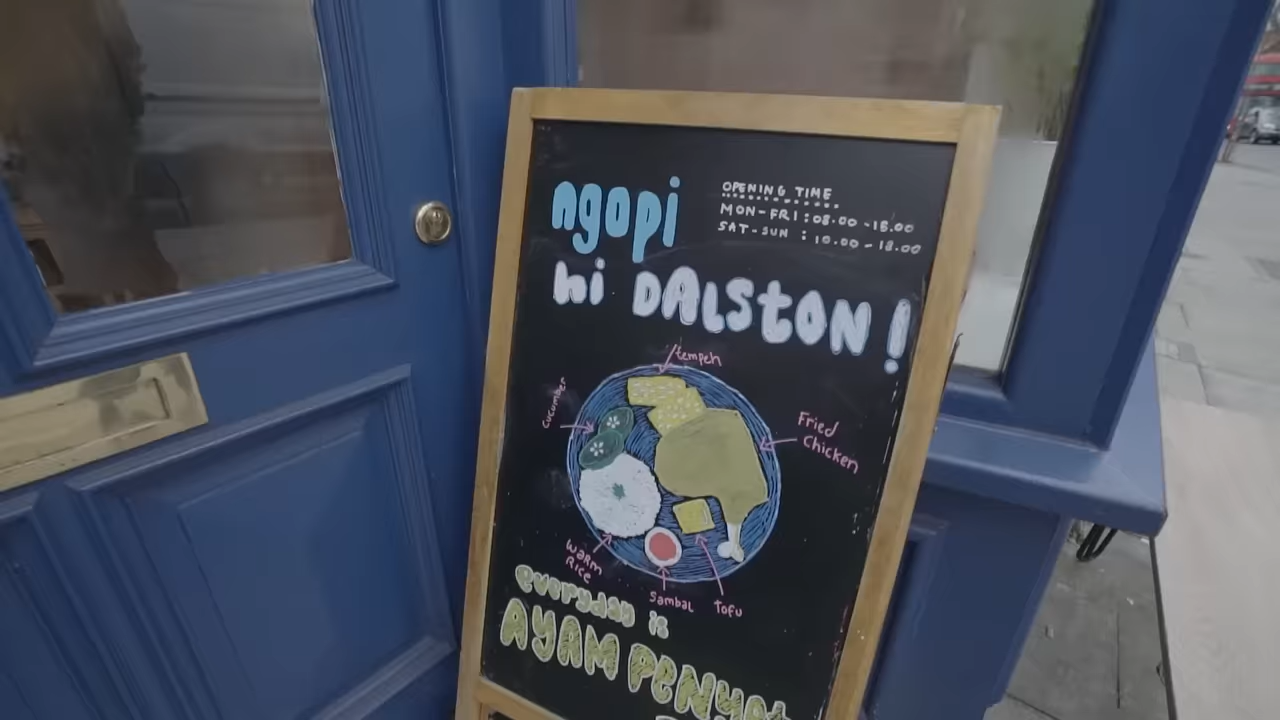 ngopi
OPENING TIME
MON-FRI : 08.00 - 18.00
SAT-SUN : 10.00 - 18.00
hi DALSTON!
tempeh
cucumber
Fried
Chicken
warm
Rice
Sambal
Tofu
everyday is
AYAM PENYET